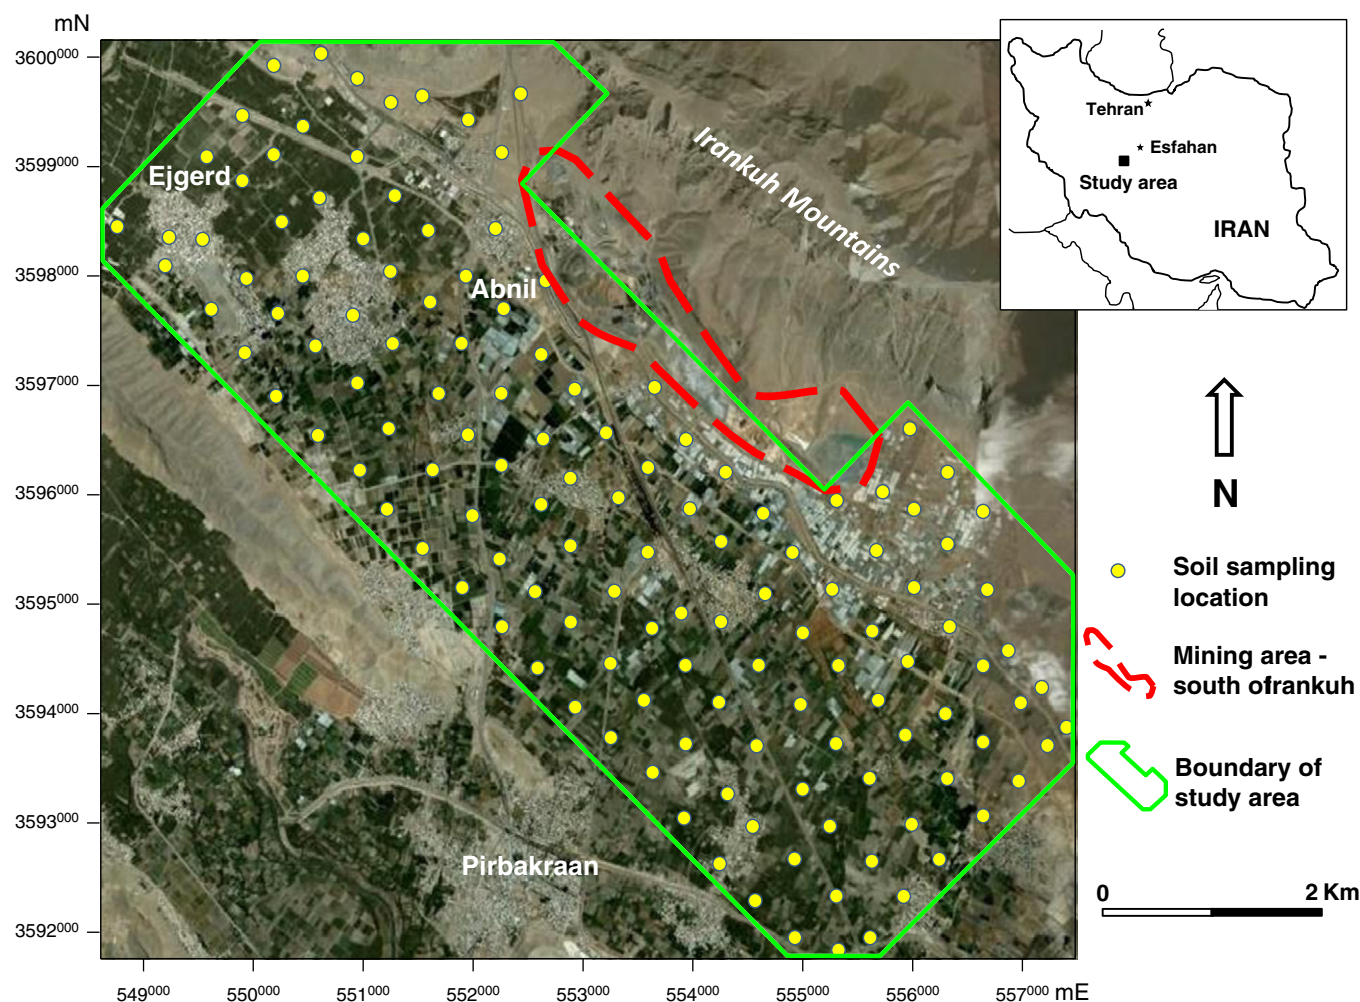 mN
3600000
3599000
3598000
3597000
3596000
3595000
3594000
3593000
3592000
549000
550000
551000
552000
553000
554000
555000
556000
557000 mE
Ejgerd
Abnil
Pirbakraan
Irankuh Mountains
Tehran
Esfahan
Study area
IRAN
N
Soil sampling
location
Mining area -
south ofrankuh
Boundary of
study area
0
2 Km